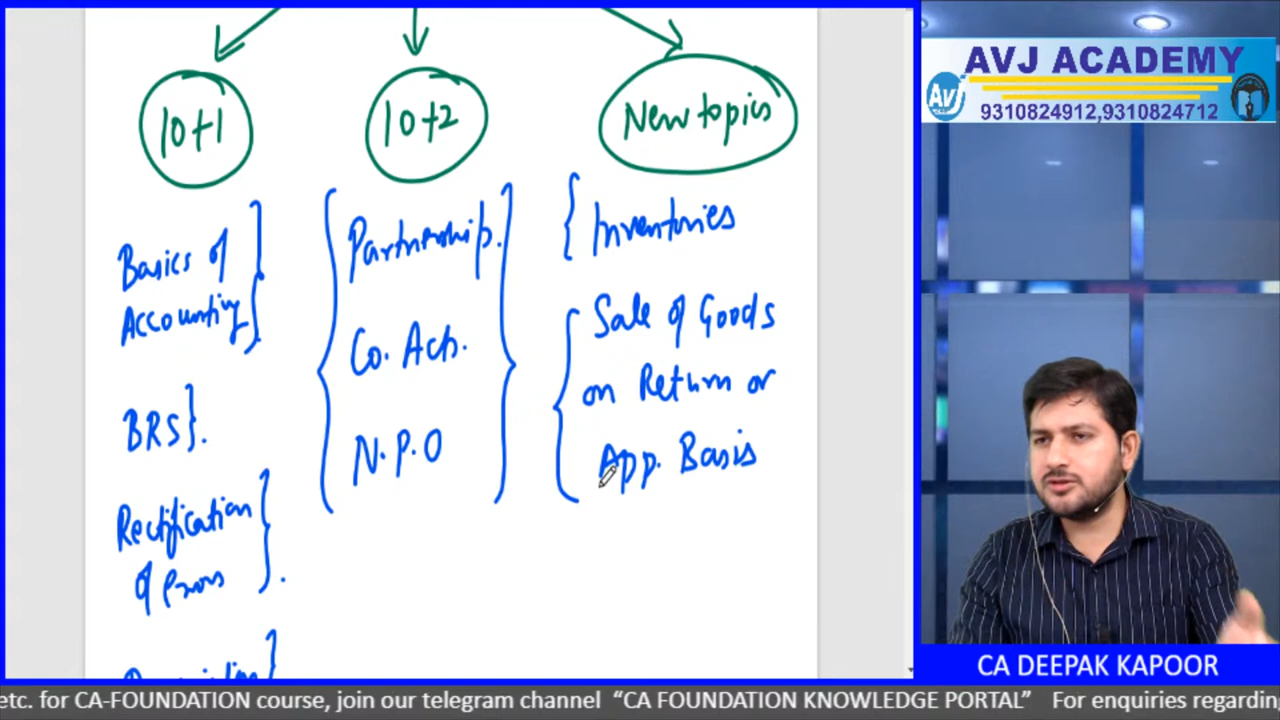 10+1
10+2
New topics
Basics of
Accounting
BRS
Rectification
of Errors
Partnership.
Co. Acts.
N.P.O
Inventories
Sale of Goods
on Return or
App. Basis
AVJ ACADEMY
AVJ
9310824912,9310824712
CA DEEPAK KAPOOR
etc. for CA-FOUNDATION course, join our telegram channel “CA FOUNDATION KNOWLEDGE PORTAL” For enquiries regarding